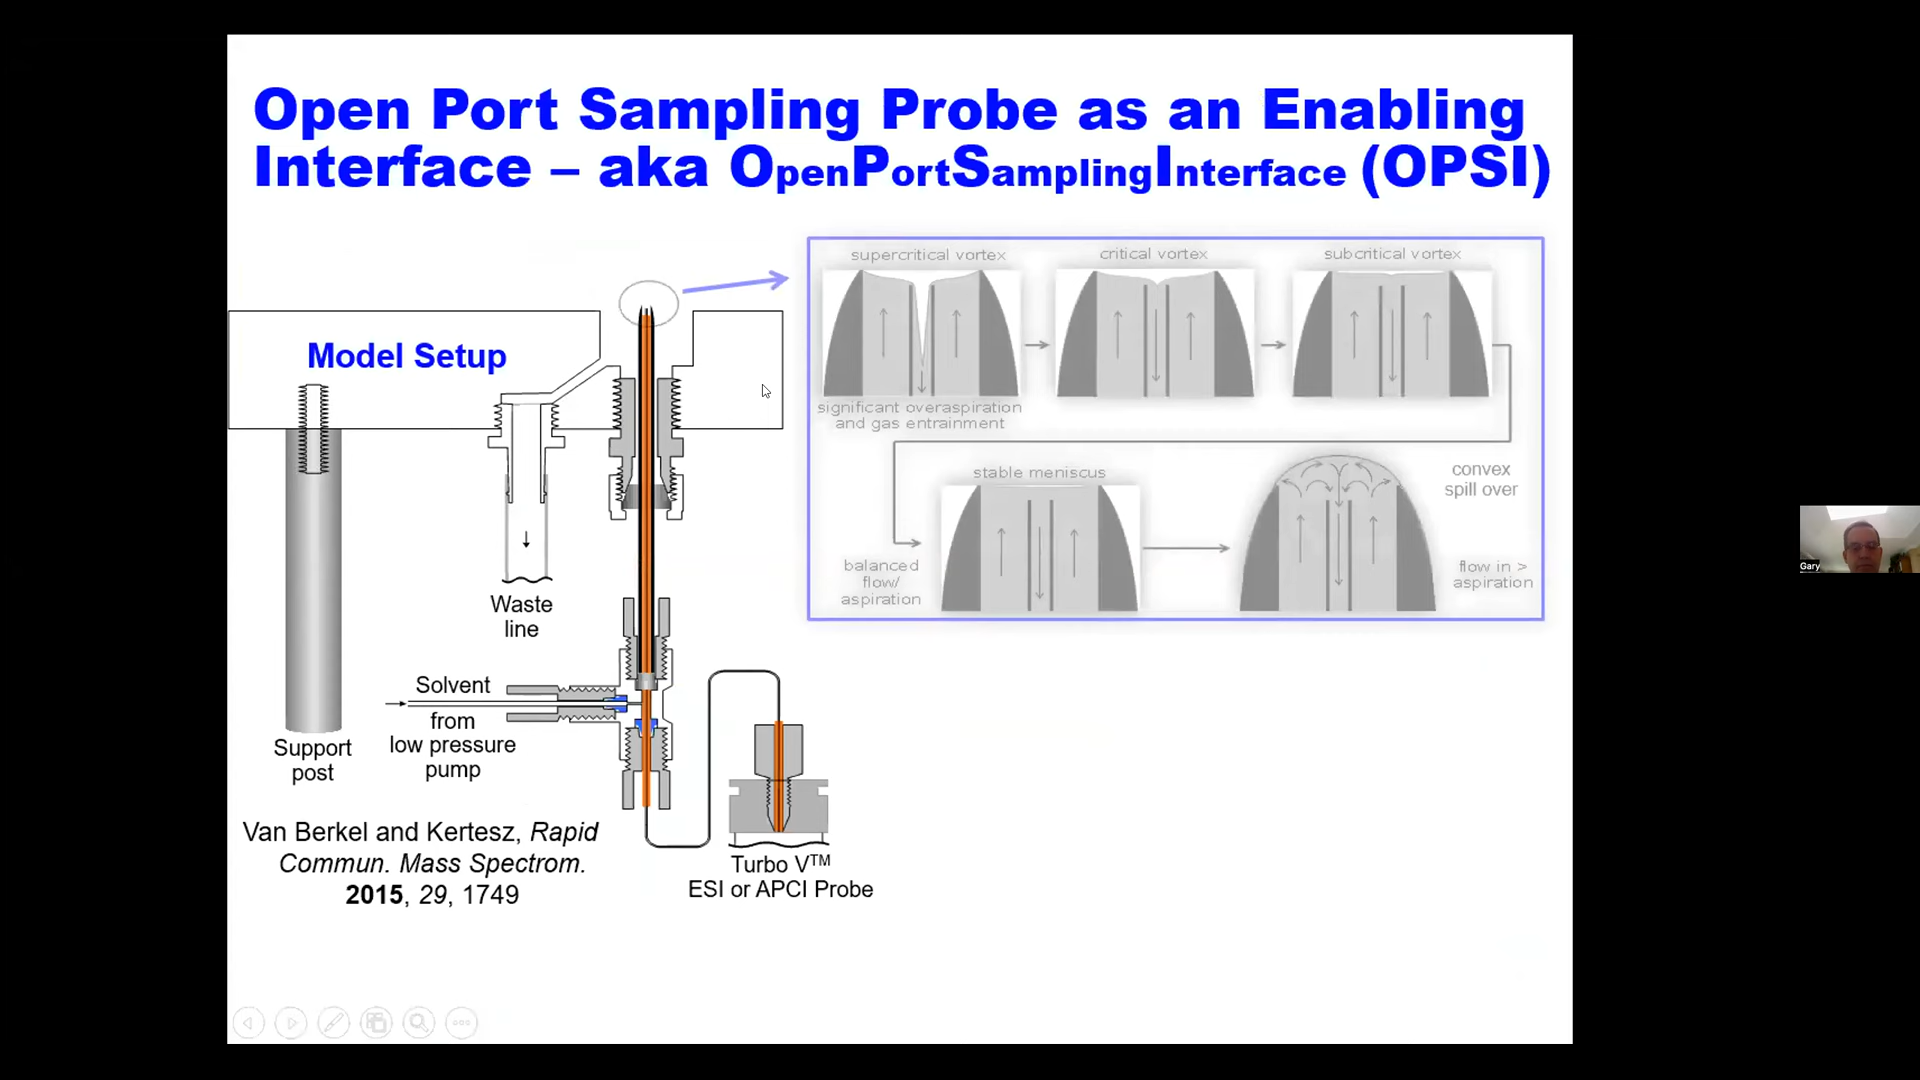 Open Port Sampling Probe as an Enabling
Interface – aka OpenPortSamplingInterface (OPSI)
Model Setup
Waste
line
Solvent
from
low pressure
pump
Support
post
Van Berkel and Kertesz, Rapid
Commun. Mass Spectrom.
2015, 29, 1749
Turbo V™
ESI or APCI Probe
supercritical vortex
critical vortex
subcritical vortex
significant overaspiration
and gas entrainment
stable meniscus
convex
spill over
balanced
flow/
aspiration
flow in >
aspiration
Gary